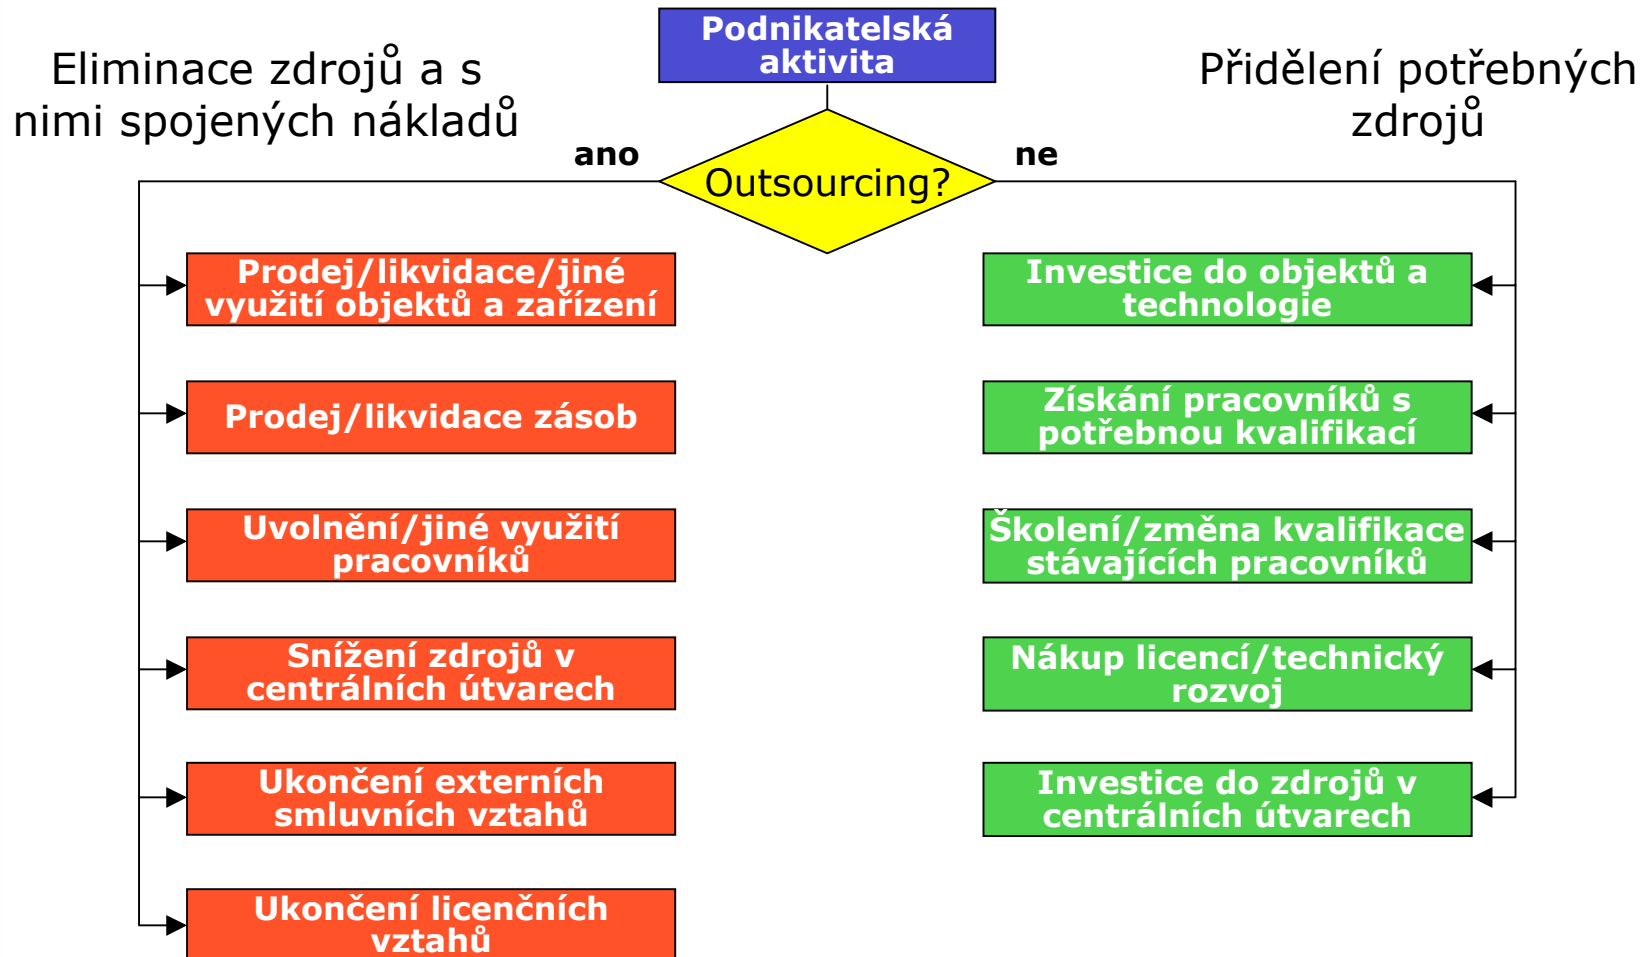 Podnikatelská
aktivita
Eliminace zdrojů a s
nimi spojených nákladů
Přidělení potřebných
zdrojů
ano
Outsourcing?
ne
Prodej/likvidace/jiné
využití objektů a zařízení
Prodej/likvidace zásob
Uvolnění/jiné využití
pracovníků
Snížení zdrojů v
centrálních útvarech
Ukončení externích
smluvních vztahů
Ukončení licenčních
vztahů
Investice do objektů a
technologie
Získání pracovníků s
potřebnou kvalifikací
Školení/změna kvalifikace
stávajících pracovníků
Nákup licencí/technický
rozvoj
Investice do zdrojů v
centrálních útvarech